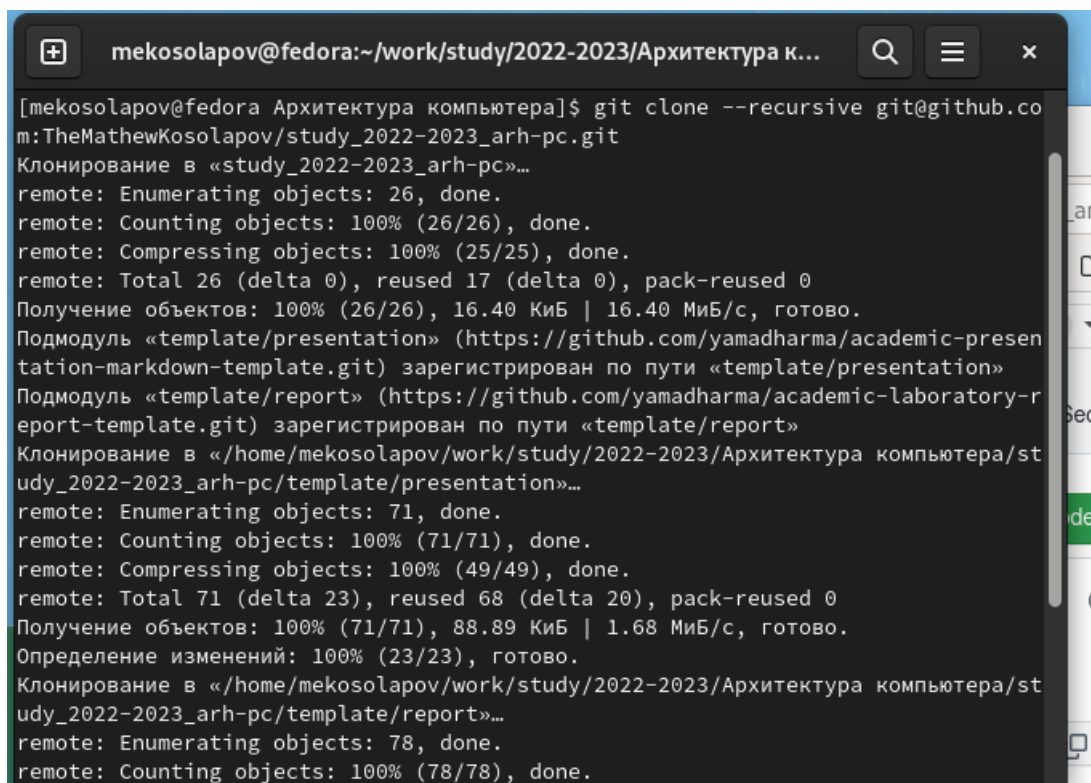 mekosolapov@fedora:~/work/study/2022-2023/Архитектура к...
[mekosolapov@fedora Архитектура компьютера]$ git clone --recursive git@github.co
m:TheMathewKosolapov/study_2022-2023_arh-pc.git
Клонирование в «study_2022-2023_arh-pc»…
remote: Enumerating objects: 26, done.
remote: Counting objects: 100% (26/26), done.
remote: Compressing objects: 100% (25/25), done.
remote: Total 26 (delta 0), reused 17 (delta 0), pack-reused 0
Получение объектов: 100% (26/26), 16.40 КиБ | 16.40 МиБ/с, готово.
Подмодуль «template/presentation» (https://github.com/yamadharma/academic-presen
tation-markdown-template.git) зарегистрирован по пути «template/presentation»
Подмодуль «template/report» (https://github.com/yamadharma/academic-laboratory-r
eport-template.git) зарегистрирован по пути «template/report»
Клонирование в «/home/mekosolapov/work/study/2022-2023/Архитектура компьютера/st
udy_2022-2023_arh-pc/template/presentation»…
remote: Enumerating objects: 71, done.
remote: Counting objects: 100% (71/71), done.
remote: Compressing objects: 100% (49/49), done.
remote: Total 71 (delta 23), reused 68 (delta 20), pack-reused 0
Получение объектов: 100% (71/71), 88.89 КиБ | 1.68 МиБ/с, готово.
Определение изменений: 100% (23/23), готово.
Клонирование в «/home/mekosolapov/work/study/2022-2023/Архитектура компьютера/st
udy_2022-2023_arh-pc/template/report»…
remote: Enumerating objects: 78, done.
remote: Counting objects: 100% (78/78), done.